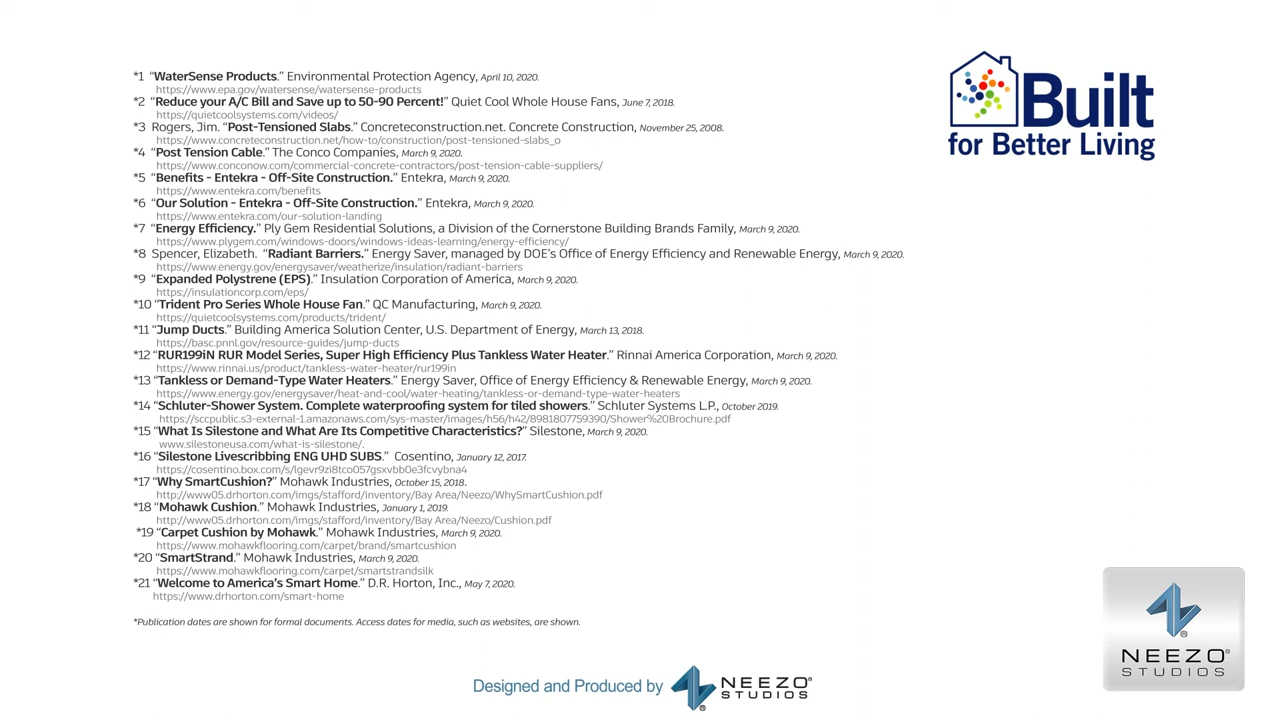 *1 “WaterSense Products.” Environmental Protection Agency, April 10, 2020.
https://www.epa.gov/watersense/watersense-products
*2 “Reduce your A/C Bill and Save up to 50-90 Percent!” Quiet Cool Whole House Fans, June 7, 2018.
https://quietcoolsystems.com/videos/
*3 Rogers, Jim. “Post-Tensioned Slabs.” Concreteconstruction.net. Concrete Construction, November 25, 2008.
https://www.concreteconstruction.net/how-to/construction/post-tensioned-slabs_o
*4 “Post Tension Cable.” The Conco Companies, March 9, 2020.
https://www.conconow.com/commercial-concrete-contractors/post-tension-cable-suppliers/
*5 “Benefits - Entekra - Off-Site Construction.” Entekra, March 9, 2020.
https://www.entekra.com/benefits
*6 “Our Solution - Entekra - Off-Site Construction.” Entekra, March 9, 2020.
https://www.entekra.com/our-solution-landing
*7 “Energy Efficiency.” Ply Gem Residential Solutions, a Division of the Cornerstone Building Brands Family, March 9, 2020.
https://www.plygem.com/windows-doors/windows-ideas-learning/energy-efficiency/
*8 Spencer, Elizabeth. “Radiant Barriers.” Energy Saver, managed by DOE’s Office of Energy Efficiency and Renewable Energy, March 9, 2020.
https://www.energy.gov/energysaver/weatherize/insulation/radiant-barriers
*9 “Expanded Polystrene (EPS).” Insulation Corporation of America, March 9, 2020.
https://insulationcorp.com/eps/
*10 “Trident Pro Series Whole House Fan.” QC Manufacturing, March 9, 2020.
https://quietcoolsystems.com/products/trident/
*11 “Jump Ducts.” Building America Solution Center, U.S. Department of Energy, March 13, 2018.
https://basc.pnnl.gov/resource-guides/jump-ducts
*12 “RUR199iN RUR Model Series, Super High Efficiency Plus Tankless Water Heater.” Rinnai America Corporation, March 9, 2020.
https://www.rinnai.us/product/tankless-water-heater/rur199in
*13 “Tankless or Demand-Type Water Heaters.” Energy Saver, Office of Energy Efficiency & Renewable Energy, March 9, 2020.
https://www.energy.gov/energysaver/heat-and-cool/water-heating/tankless-or-demand-type-water-heaters
*14 “Schluter-Shower System. Complete waterproofing system for tiled showers.” Schluter Systems L.P., October 2019.
https://sccpublic.s3-external-1.amazonaws.com/sys-master/images/h56/h42/8981807759390/Shower%20Brochure.pdf
*15 “What Is Silestone and What Are Its Competitive Characteristics?” Silestone, March 9, 2020.
www.silestoneusa.com/what-is-silestone/.
*16 “Silestone Livescribbing ENG UHD SUBS.” Cosentino, January 12, 2017.
https://cosentino.box.com/s/lgevr9zi8tco057gsxvbb0e3fcvybna4
*17 “Why SmartCushion?” Mohawk Industries, October 15, 2018.
http://www05.drhorton.com/imgs/stafford/inventory/Bay Area/Neezo/WhySmartCushion.pdf
*18 “Mohawk Cushion.” Mohawk Industries, January 1, 2019.
http://www05.drhorton.com/imgs/stafford/inventory/Bay Area/Neezo/Cushion.pdf
*19 “Carpet Cushion by Mohawk.” Mohawk Industries, March 9, 2020.
https://www.mohawkflooring.com/carpet/brand/smartcushion
*20 “SmartStrand.” Mohawk Industries, March 9, 2020.
https://www.mohawkflooring.com/carpet/smartstrandsilk
*21 “Welcome to America’s Smart Home.” D.R. Horton, Inc., May 7, 2020.
https://www.drhorton.com/smart-home
*Publication dates are shown for formal documents. Access dates for media, such as websites, are shown.
Built
for Better Living
NEEZO®
STUDIOS
Designed and Produced by NEEZO®
STUDIOS